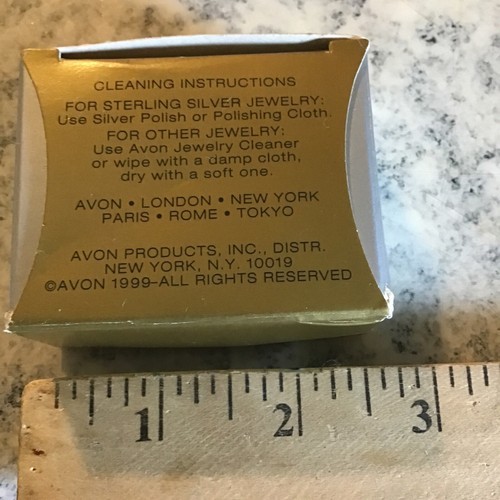 CLEANING INSTRUCTIONS
FOR STERLING SILVER JEWELRY:
Use Silver Polish or Polishing Cloth.
FOR OTHER JEWELRY:
Use Avon Jewelry Cleaner
or wipe with a damp cloth,
dry with a soft one.
AVON • LONDON • NEW YORK
PARIS • ROME • TOKYO
AVON PRODUCTS, INC., DISTR.
NEW YORK, N.Y. 10019
©AVON 1999–ALL RIGHTS RESERVED
1 2 3